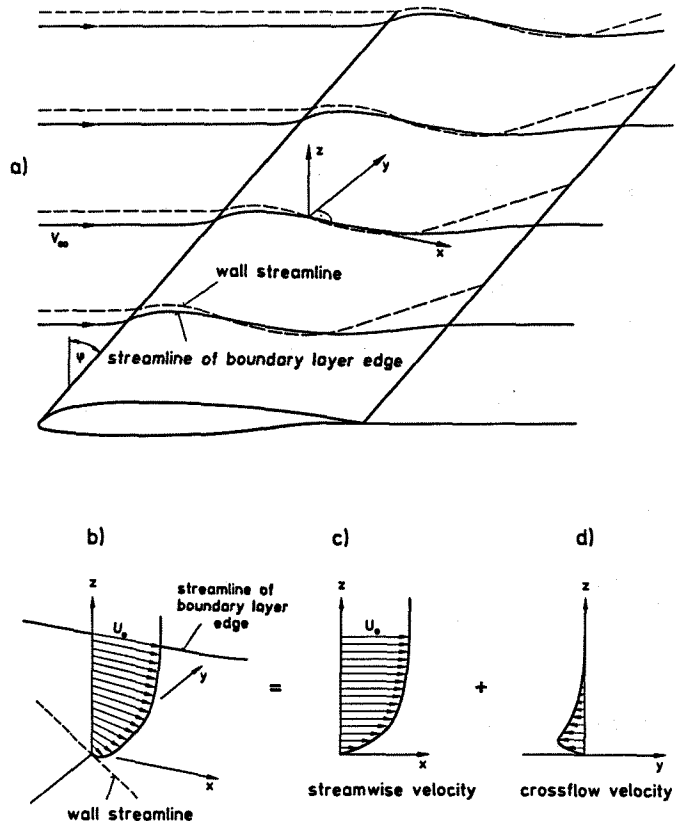 a)
z
y
x
V∞
wall streamline
streamline of boundary layer edge
ψ
b)
c)
d)
z
streamline of
boundary layer
edge
Ue
y
x
wall streamline
=
z
Ue
x
streamwise velocity
+
z
y
crossflow velocity